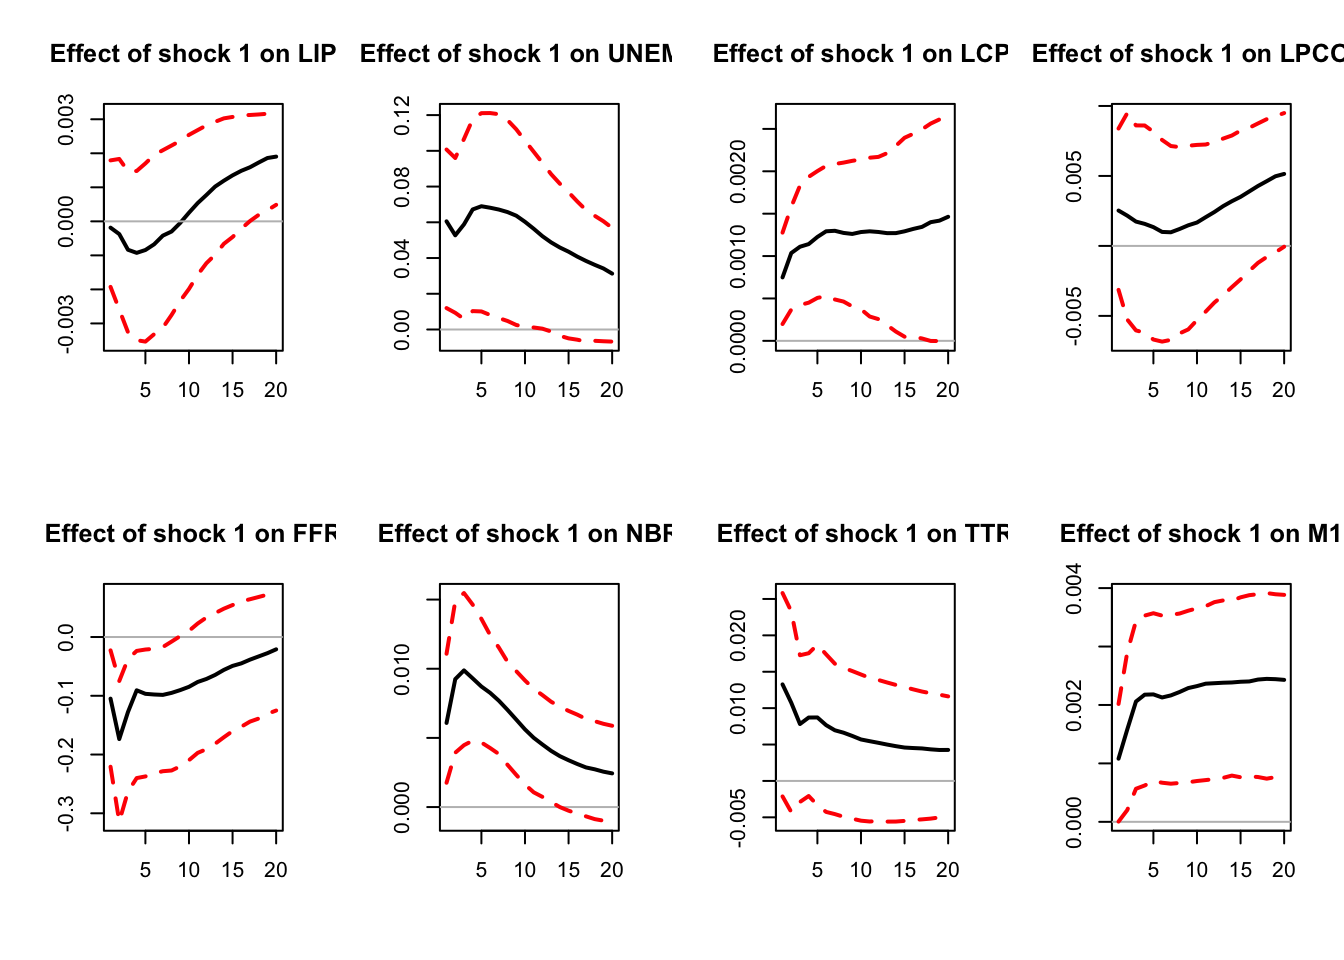 Effect of shock 1 on LIP
Effect of shock 1 on UNEM
Effect of shock 1 on LCP
Effect of shock 1 on LPCO
0.003
0.000
-0.003
5 10 15 20
0.12
0.08
0.04
0.00
5 10 15 20
0.0020
0.0010
0.0000
5 10 15 20
0.005
-0.005
5 10 15 20
Effect of shock 1 on FFR
Effect of shock 1 on NBR
Effect of shock 1 on TTR
Effect of shock 1 on M1
0.0
-0.1
-0.2
-0.3
5 10 15 20
0.010
0.000
5 10 15 20
0.020
0.010
-0.005
5 10 15 20
0.004
0.002
0.000
5 10 15 20